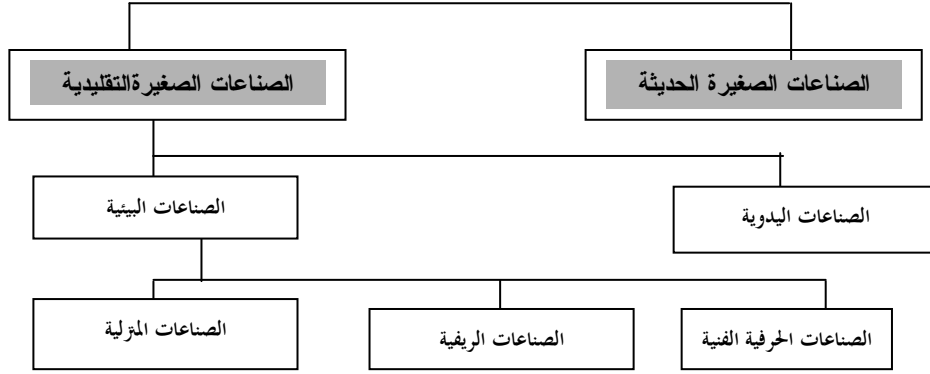 الصناعات الصغيرة الحديثة
الصناعات الصغيرةالتقليدية
الصناعات اليدوية
الصناعات البيئية
الصناعات الحرفية الفنية
الصناعات الريفية
الصناعات المنزلية